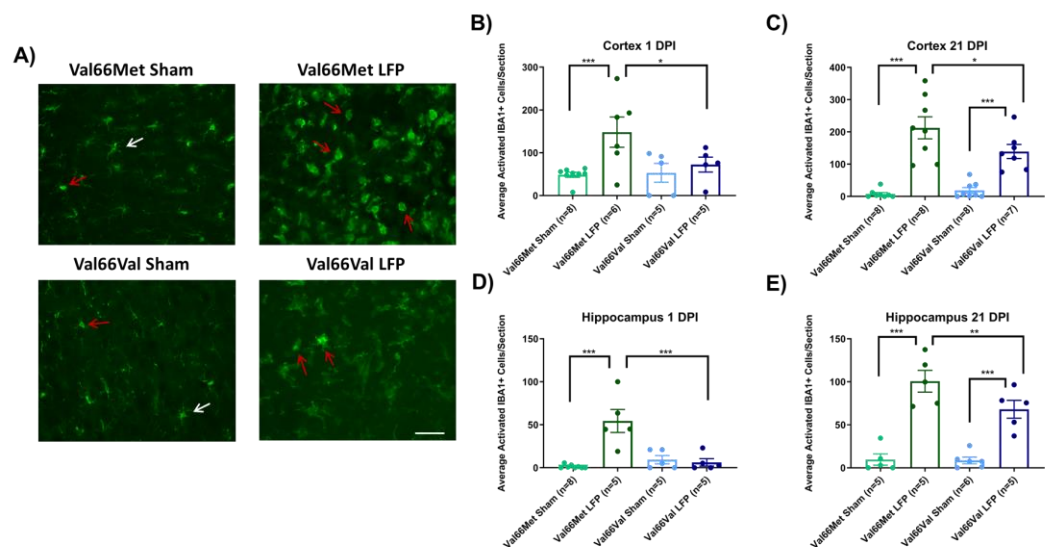 A)
Val66Met Sham
Val66Met LFP
Val66Val Sham
Val66Val LFP
B)
Cortex 1 DPI
Average Activated IBA1+ Cells/Section
300
200
100
0
***
*
Val66Met Sham (n=8)
Val66Met LFP (n=6)
Val66Val Sham (n=5)
Val66Val LFP (n=5)
C)
Cortex 21 DPI
Average Activated IBA1+ Cells/Section
400
300
200
100
0
***
*
***
Val66Met Sham (n=8)
Val66Met LFP (n=8)
Val66Val Sham (n=8)
Val66Val LFP (n=7)
D)
Hippocampus 1 DPI
Average Activated IBA1+ Cells/Section
150
100
50
0
***
***
Val66Met Sham (n=8)
Val66Met LFP (n=5)
Val66Val Sham (n=5)
Val66Val LFP (n=5)
E)
Hippocampus 21 DPI
Average Activated IBA1+ Cells/Section
150
100
50
0
***
**
***
Val66Met Sham (n=5)
Val66Met LFP (n=5)
Val66Val Sham (n=6)
Val66Val LFP (n=5)